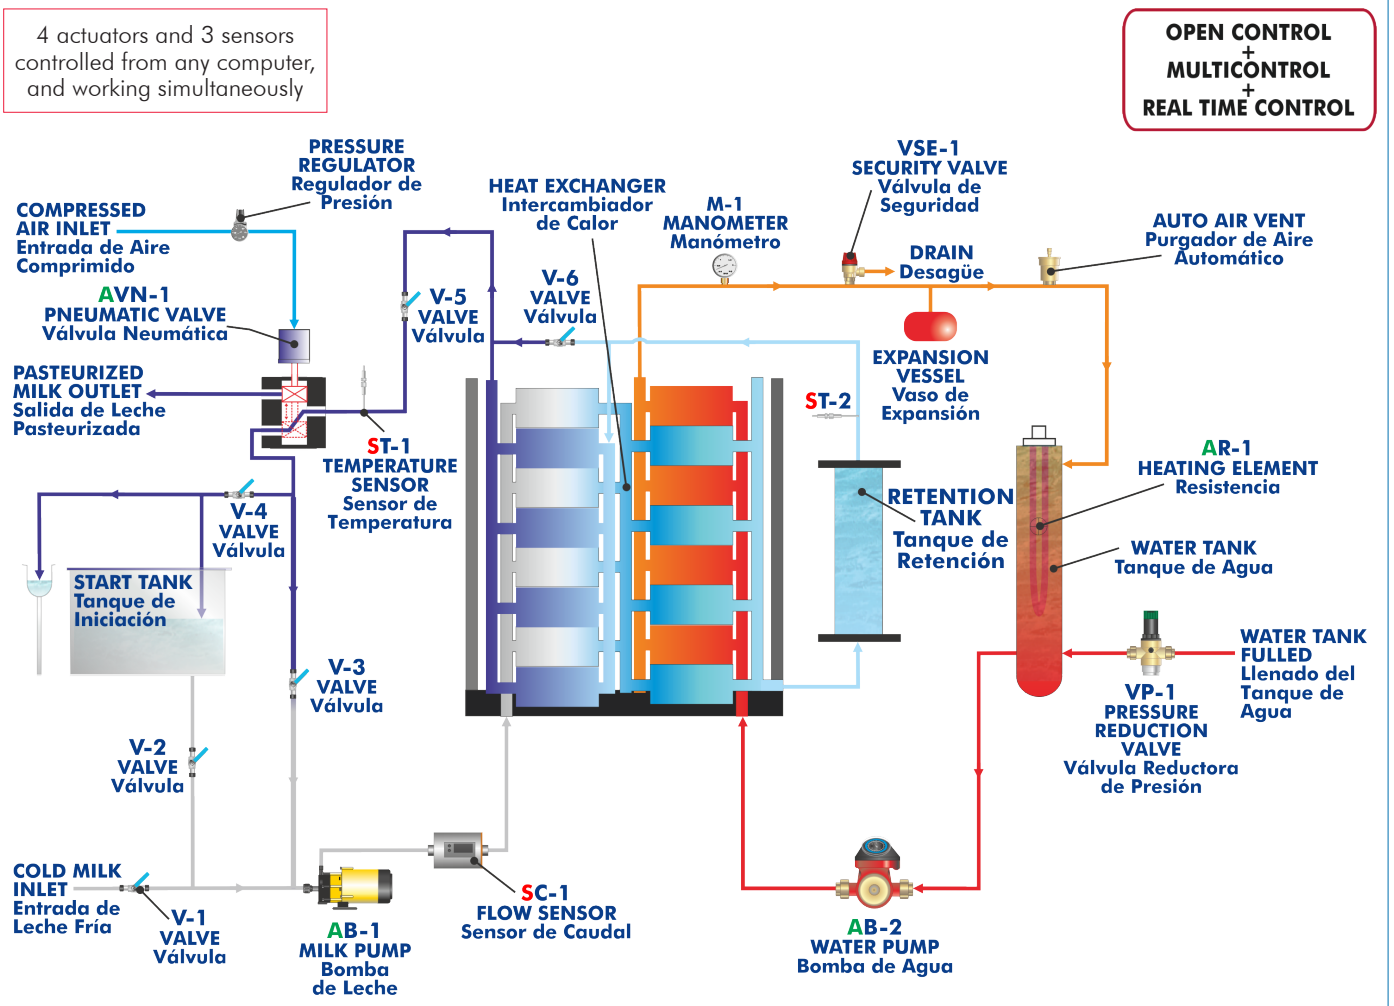 4 actuators and 3 sensors
controlled from any computer,
and working simultaneously
OPEN CONTROL
+
MULTICONTROL
+
REAL TIME CONTROL
PRESSURE
REGULATOR
Regulador de
Presión
COMPRESSED
AIR INLET
Entrada de Aire
Comprimido
AVN-1
PNEUMATIC VALVE
Válvula Neumática
PASTEURIZED
MILK OUTLET
Salida de Leche
Pasteurizada
ST-1
TEMPERATURE
SENSOR
Sensor de
Temperatura
V-5
VALVE
Válvula
HEAT EXCHANGER
Intercambiador
de Calor
V-6
VALVE
Válvula
M-1
MANOMETER
Manómetro
VSE-1
SECURITY VALVE
Válvula de
Seguridad
DRAIN
Desagüe
AUTO AIR VENT
Purgador de Aire
Automático
EXPANSION
VESSEL
Vaso de
Expansión
ST-2
RETENTION
TANK
Tanque de
Retención
AR-1
HEATING ELEMENT
Resistencia
WATER TANK
Tanque de Agua
V-4
VALVE
Válvula
START TANK
Tanque de
Iniciación
V-3
VALVE
Válvula
V-2
VALVE
Válvula
COLD MILK
INLET
Entrada de
Leche Fría
V-1
VALVE
Válvula
AB-1
MILK PUMP
Bomba
de Leche
SC-1
FLOW SENSOR
Sensor de Caudal
AB-2
WATER PUMP
Bomba de Agua
VP-1
PRESSURE
REDUCTION
VALVE
Válvula Reductora
de Presión
WATER TANK
FULLED
Llenado del
Tanque de
Agua